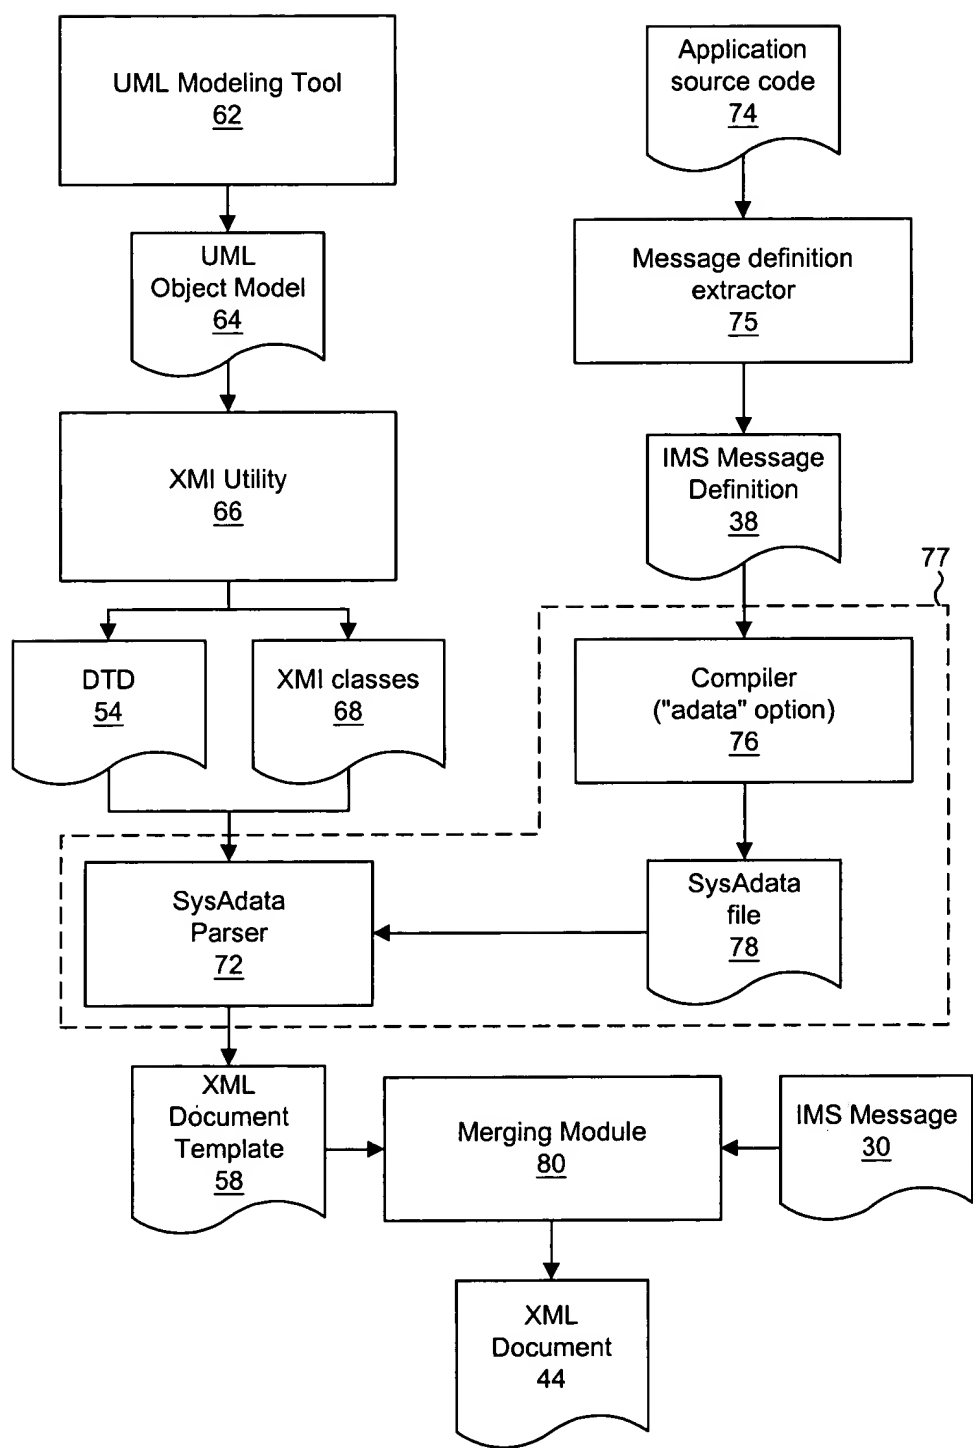 UML Modeling Tool
62
Application
source code
74
UML
Object Model
64
Message definition
extractor
75
XMI Utility
66
IMS Message
Definition
38
77
DTD
54
XMI classes
68
Compiler
("adata" option)
76
SysAdata
Parser
72
SysAdata
file
78
XML
Document
Template
58
Merging Module
80
IMS Message
30
XML
Document
44